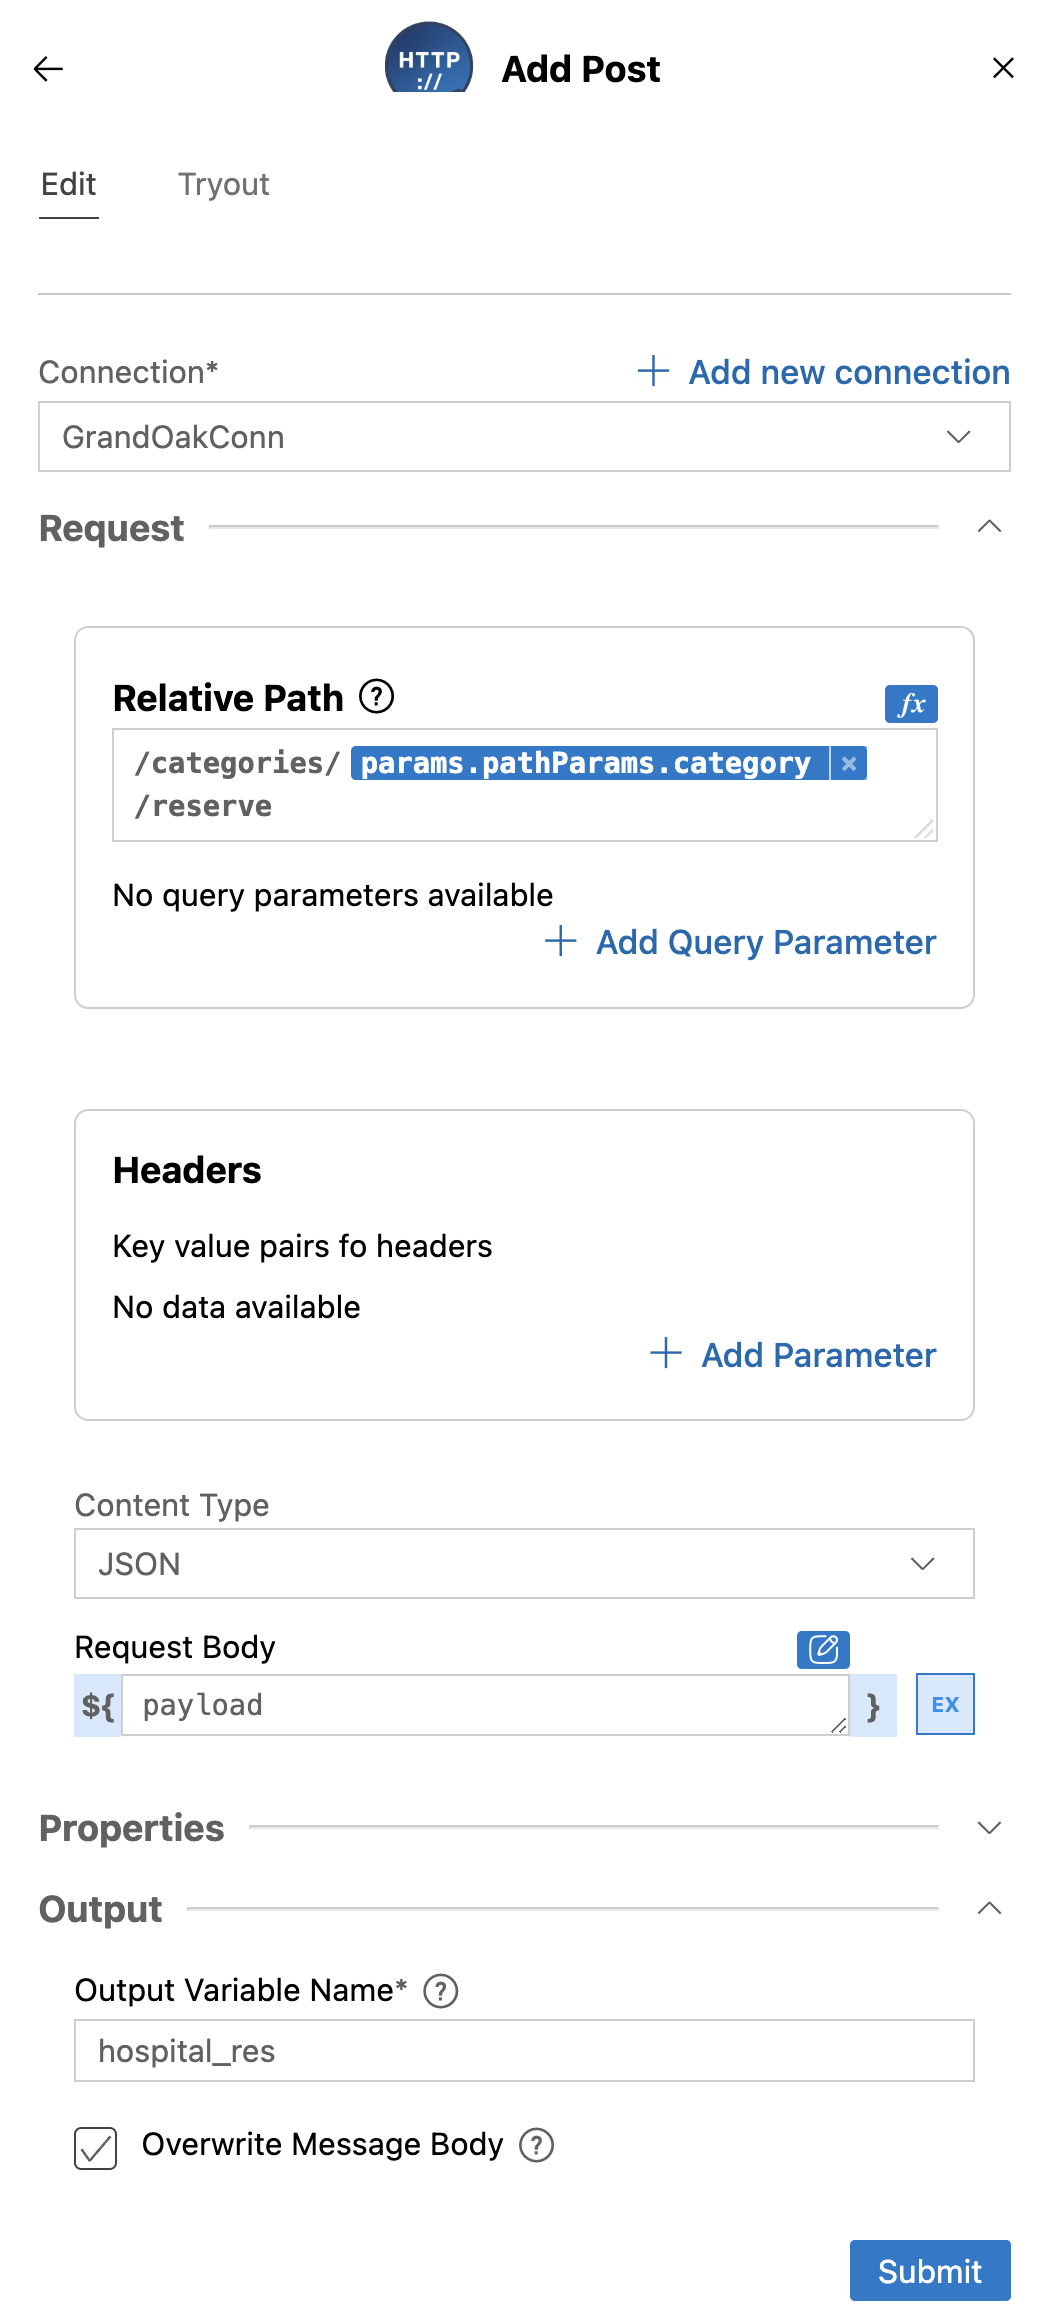 HTTP
://
Add Post
Edit
Tryout
Connection*
Add new connection
GrandOakConn
Request
Relative Path ?
fx
/categories/ params.pathParams.category ×
/reserve
No query parameters available
+ Add Query Parameter
Headers
Key value pairs fo headers
No data available
+ Add Parameter
Content Type
JSON
Request Body
${ payload } EX
Properties
Output
Output Variable Name* ?
hospital_res
Overwrite Message Body ?
Submit